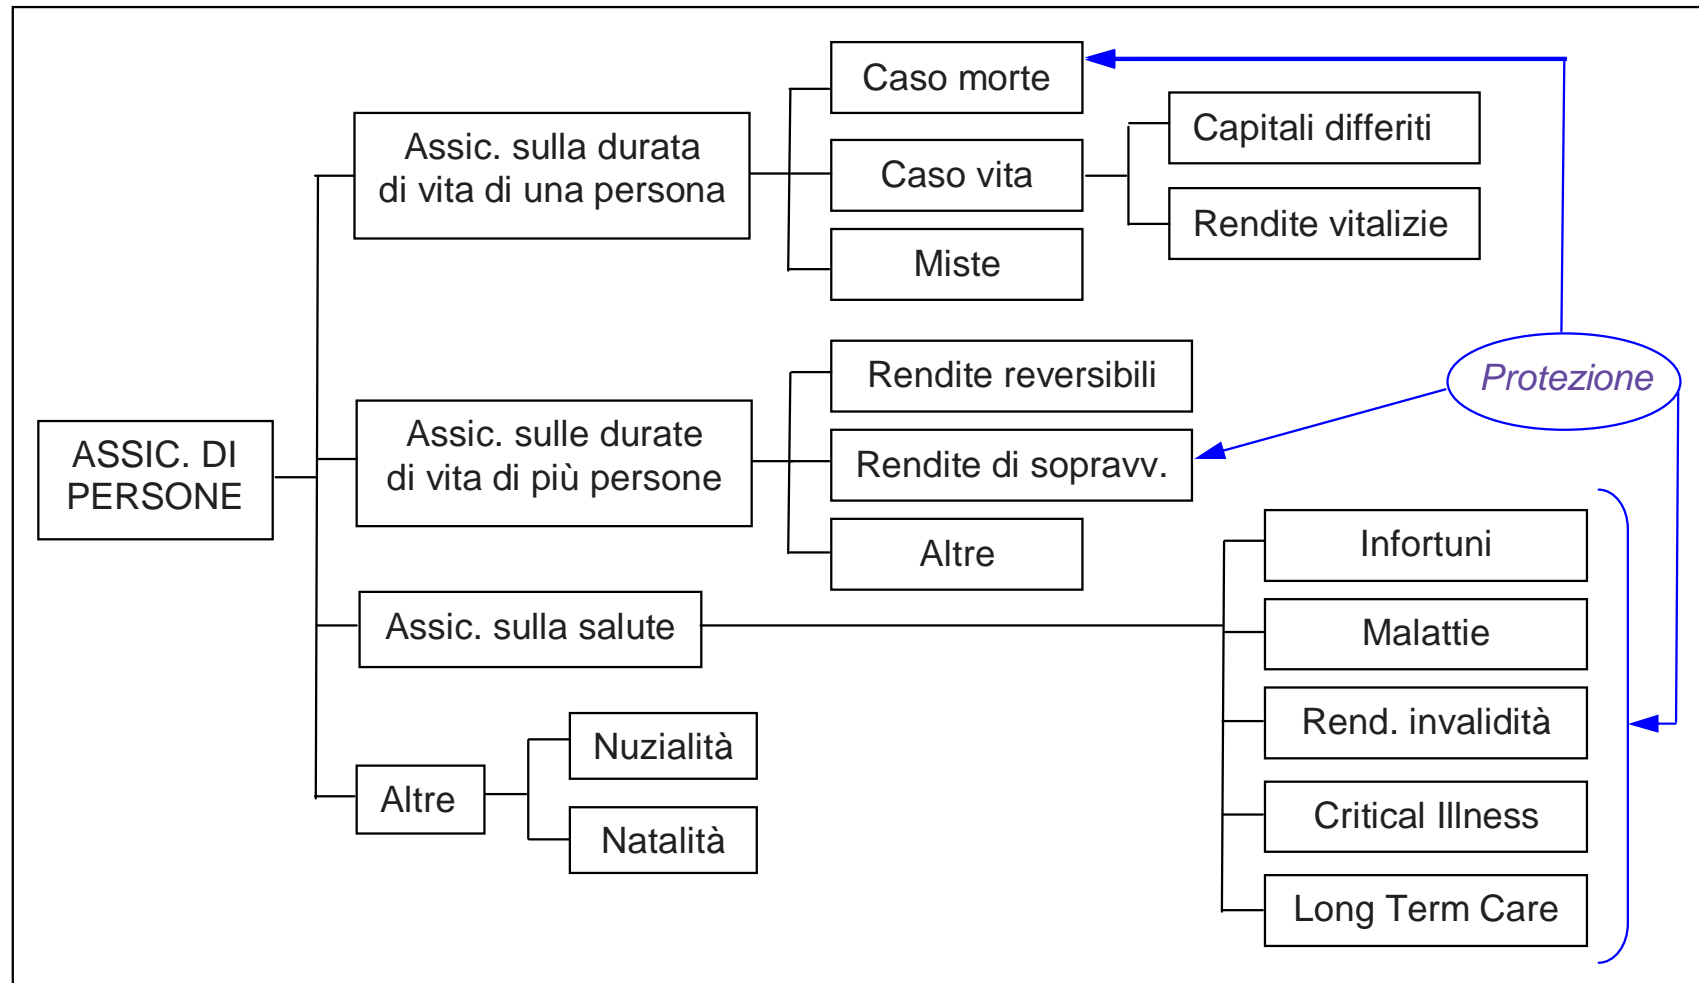 ASSIC. DI
PERSONE
Assic. sulla durata
di vita di una persona
Caso morte
Caso vita
Capitali differiti
Rendite vitalizie
Miste
Assic. sulle durate
di vita di più persone
Rendite reversibili
Rendite di sopravv.
Altre
Protezione
Assic. sulla salute
Infortuni
Malattie
Rend. invalidità
Critical Illness
Long Term Care
Altre
Nuzialità
Natalità